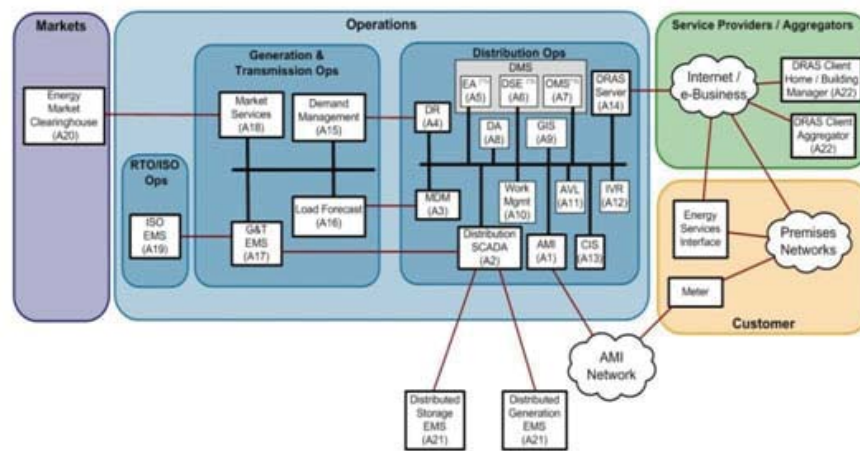 Markets
Operations
Service Providers / Aggregators
Generation &
Transmission Ops
Distribution Ops
DMS
EA
(A5)
DSE
(A6)
OMS
(A7)
DRAS
Server
(A14)
Internet /
e-Business
DRAS Client
Home / Building
Manager (A22)
DRAS Client
Aggregator
(A22)
Energy
Market
Clearinghouse
(A20)
Market
Services
(A18)
Demand
Management
(A15)
DR
(A4)
DA
(A8)
GIS
(A9)
RTO/ISO
Ops
ISO
EMS
(A19)
G&T
EMS
(A17)
Load Forecast
(A16)
MDM
(A3)
Work
Mgmt
(A10)
AVL
(A11)
IVR
(A12)
Distribution
SCADA
(A2)
AMI
(A1)
CIS
(A13)
Energy
Services
Interface
Premises
Networks
Meter
Customer
AMI
Network
Distributed
Storage
EMS
(A21)
Distributed
Generation
EMS
(A21)